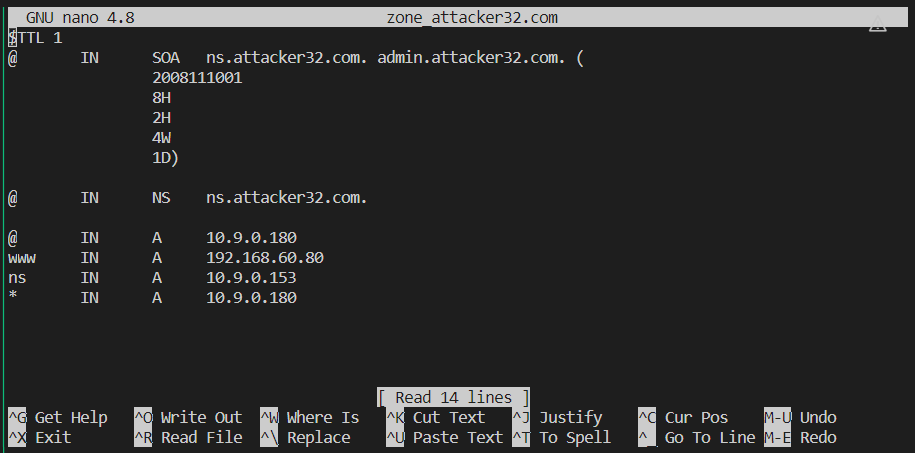 GNU nano 4.8 zone_attacker32.com
$TTL 1
@ IN SOA ns.attacker32.com. admin.attacker32.com. (
2008111001
8H
2H
4W
1D)
@ IN NS ns.attacker32.com.
@ IN A 10.9.0.180
www IN A 192.168.60.80
ns IN A 10.9.0.153
* IN A 10.9.0.180
[ Read 14 lines ]
^G Get Help ^O Write Out ^W Where Is ^K Cut Text ^J Justify ^C Cur Pos M-U Undo
^X Exit ^R Read File ^\ Replace ^U Paste Text ^T To Spell ^_ Go To Line M-E Redo